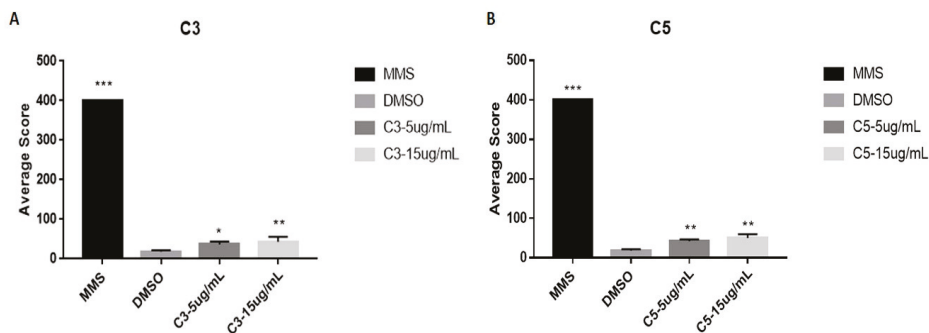 A
C3
Average Score
500
400
300
200
100
0
***
*
**
MMS
DMSO
C3-5ug/mL
C3-15ug/mL
MMS
DMSO
C3-5ug/mL
C3-15ug/mL
B
C5
Average Score
500
400
300
200
100
0
***
**
**
MMS
DMSO
C5-5ug/mL
C5-15ug/mL
MMS
DMSO
C5-5ug/mL
C5-15ug/mL